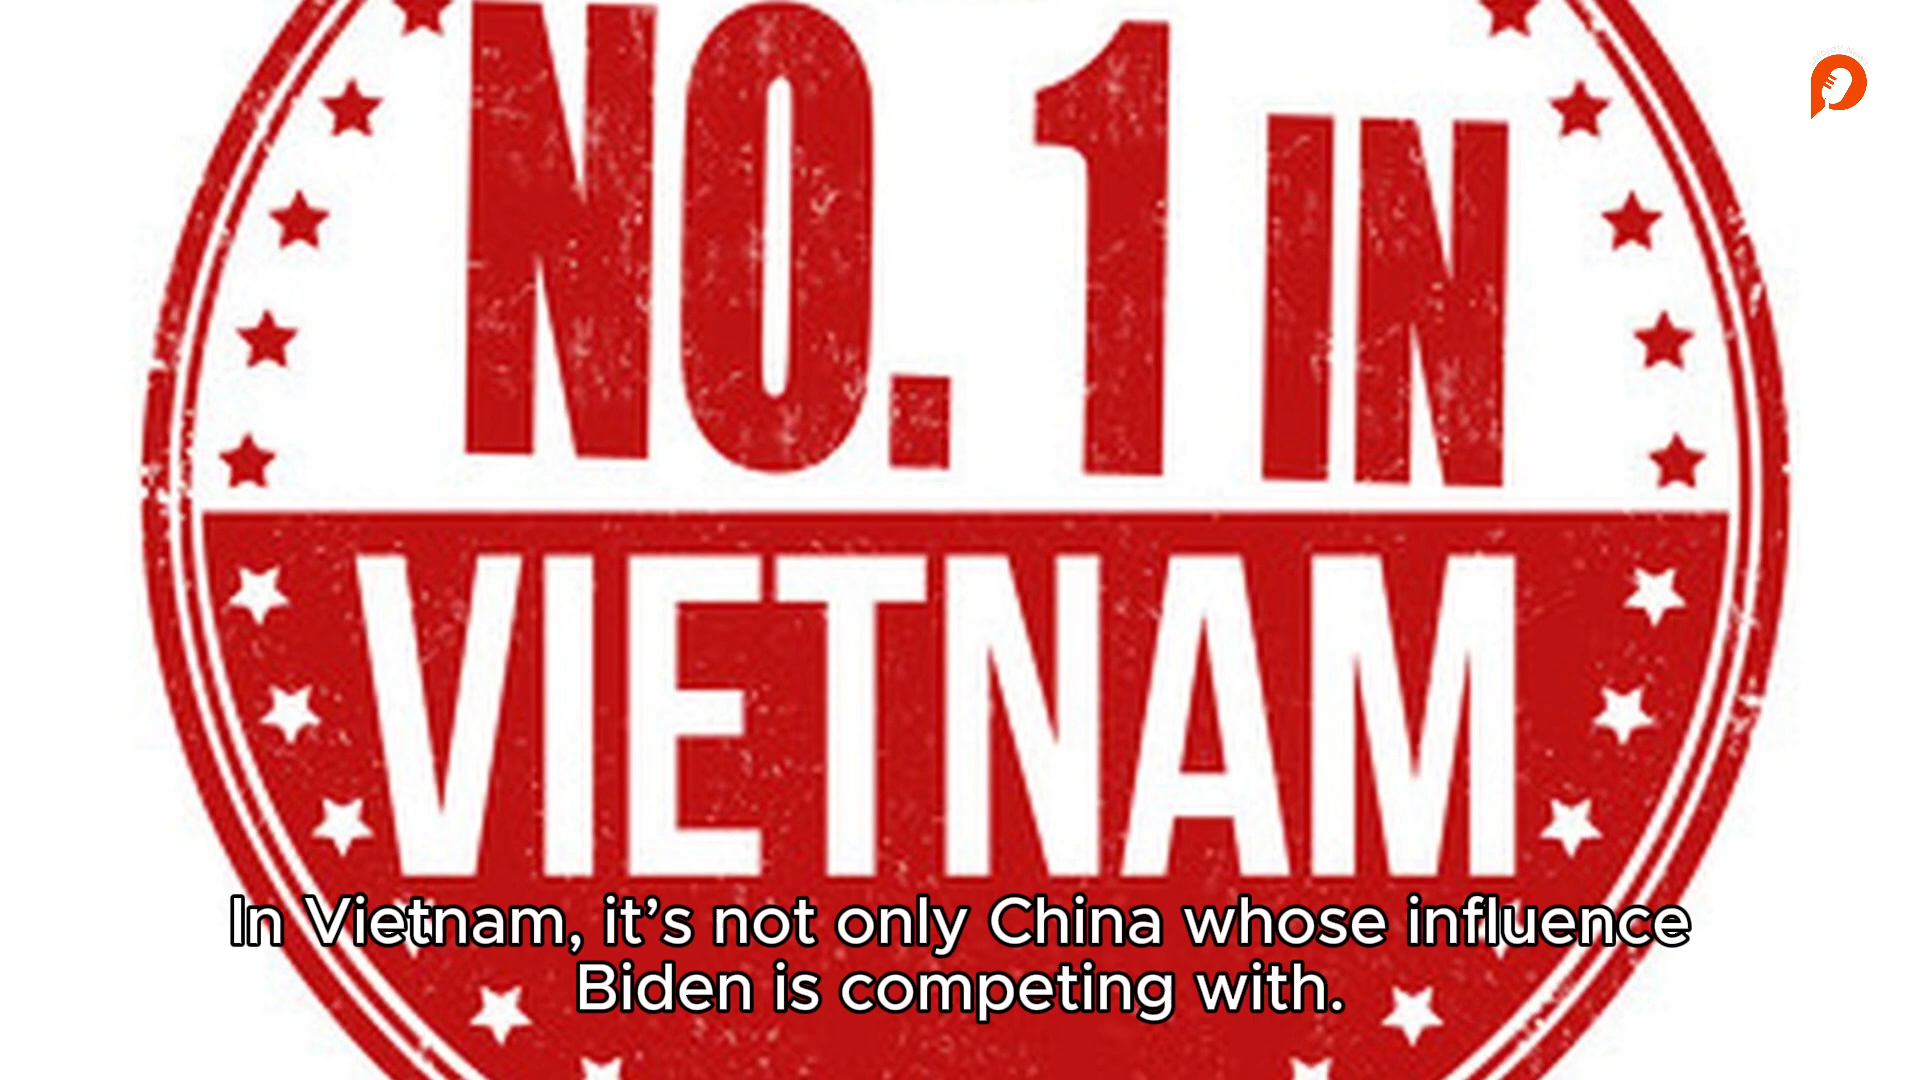 NO. 1 IN
VIETNAM
In Vietnam, it’s not only China whose influence
Biden is competing with.